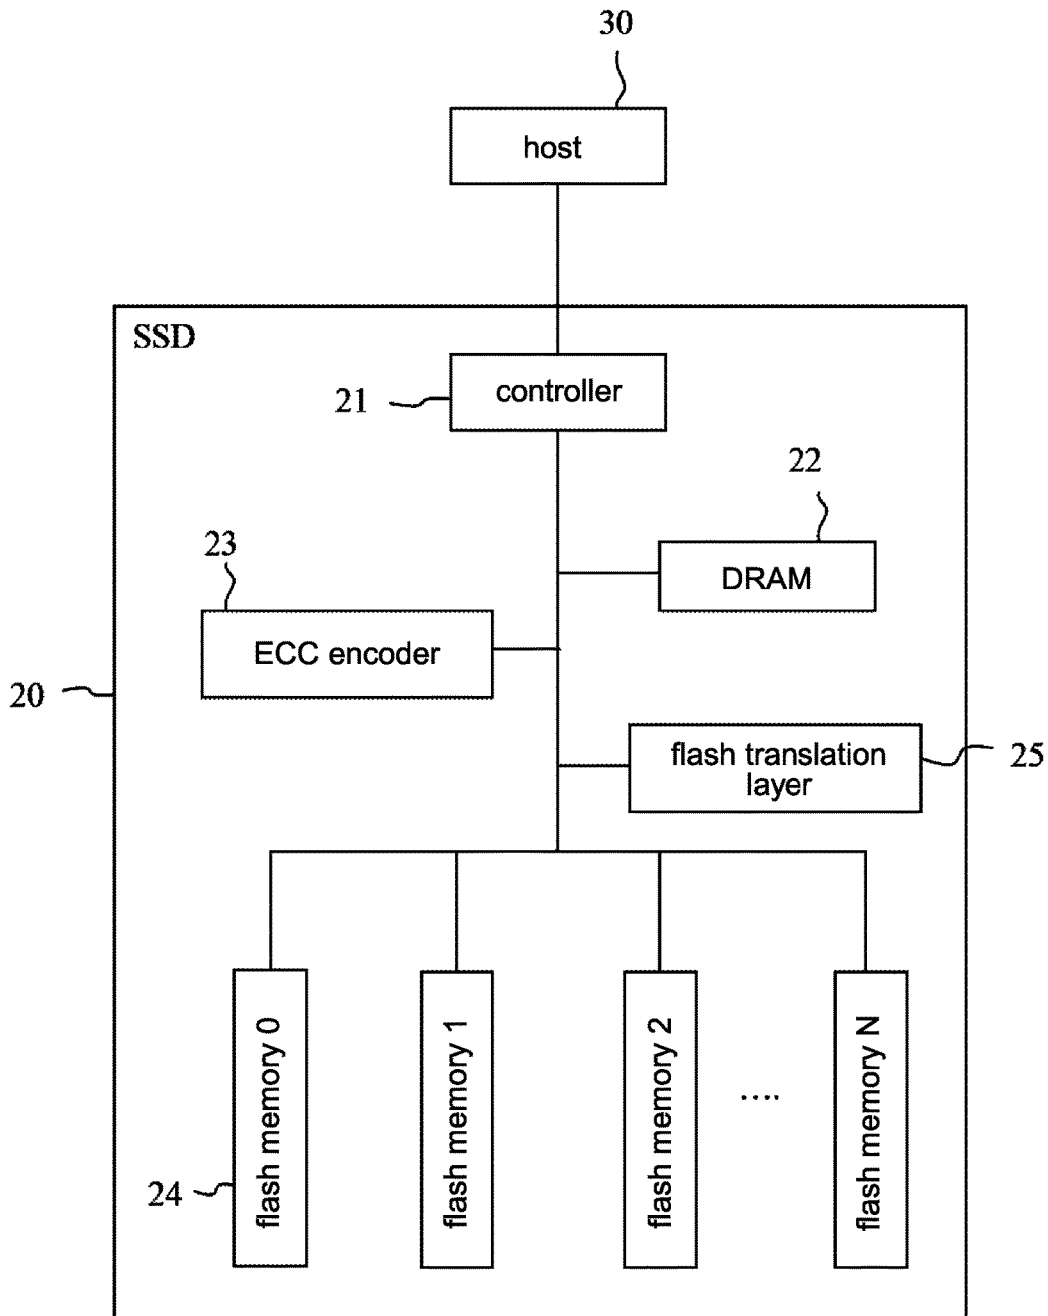 30
host
SSD
controller
21
22
DRAM
23
ECC encoder
20
flash translation
layer
25
flash memory 0
flash memory 1
flash memory 2
....
flash memory N
24